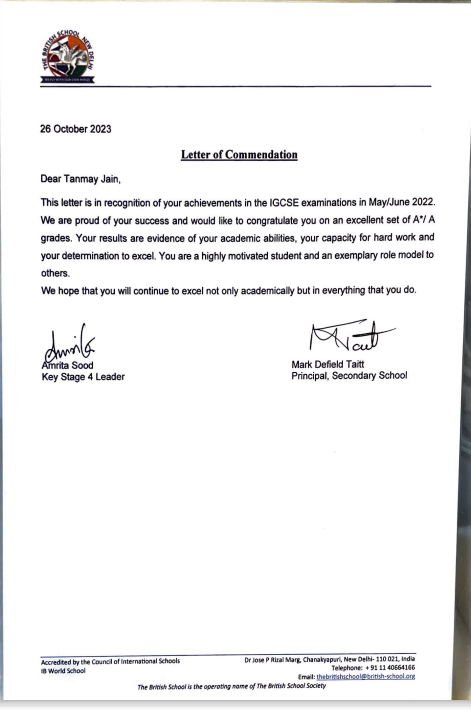 THE BRITISH SCHOOL NEW DELHI
26 October 2023
Letter of Commendation
Dear Tanmay Jain,
This letter is in recognition of your achievements in the IGCSE examinations in May/June 2022.
We are proud of your success and would like to congratulate you on an excellent set of A*/ A
grades. Your results are evidence of your academic abilities, your capacity for hard work and
your determination to excel. You are a highly motivated student and an exemplary role model to
others.
We hope that you will continue to excel not only academically but in everything that you do.
Amrita Sood
Key Stage 4 Leader
Mark Defield Taitt
Principal, Secondary School
Accredited by the Council of International Schools
IB World School
Dr Jose P Rizal Marg, Chanakyapuri, New Delhi- 110 021, India
Telephone: + 91 11 40664166
Email: thebritishschool@british-school.org
The British School is the operating name of The British School Society